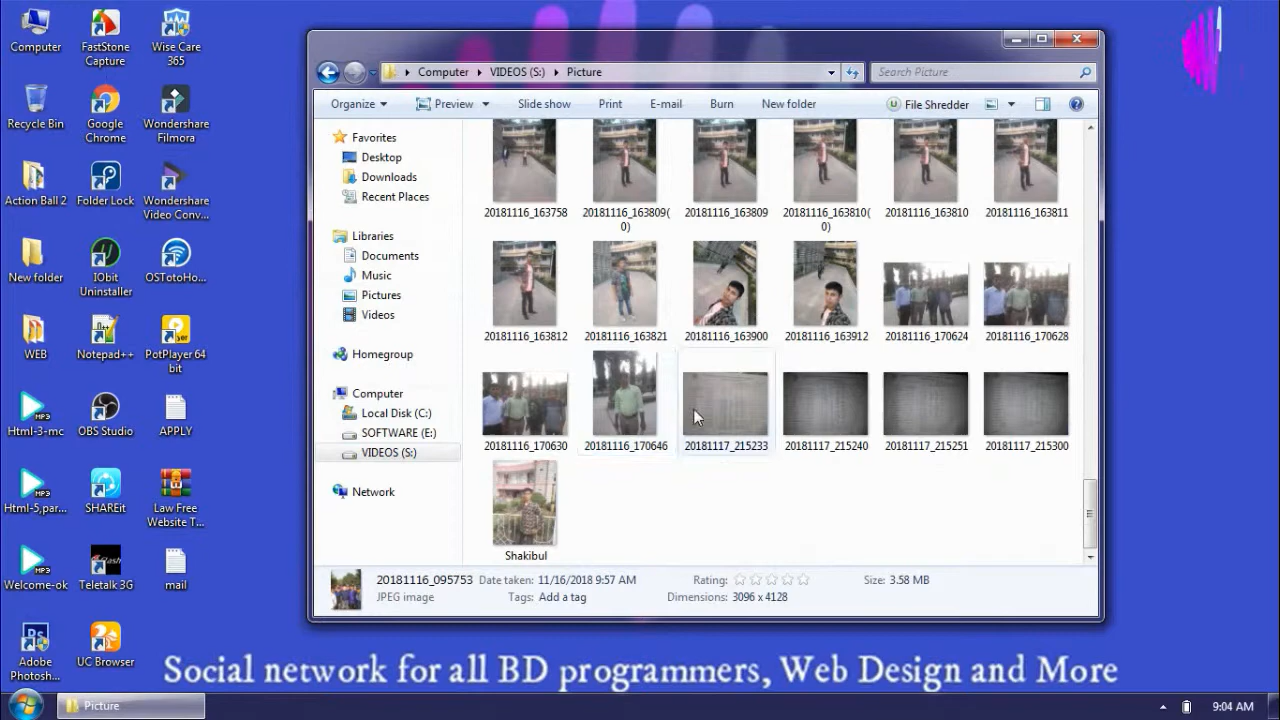 Computer
FastStone
Capture
Wise Care
365
Recycle Bin
Google
Chrome
Wondershare
Filmora
Action Ball 2
Folder Lock
Wondershare
Video Conv...
New folder
IObit
Uninstaller
OSTotoHo...
WEB
Notepad++
PotPlayer 64
bit
Html-3-mc
OBS Studio
APPLY
Html-5,par...
SHAREit
Law Free
Website T...
Welcome-ok
Teletalk 3G
mail
Adobe
Photosh...
UC Browser
Computer VIDEOS (S:) Picture
Search Picture
Organize Preview Slide show Print E-mail Burn New folder File Shredder
Favorites
Desktop
Downloads
Recent Places
Libraries
Documents
Music
Pictures
Videos
Homegroup
Computer
Local Disk (C:)
SOFTWARE (E:)
VIDEOS (S:)
Network
20181116_163758
20181116_163809(
0)
20181116_163809
20181116_163810(
0)
20181116_163810
20181116_163811
20181116_163812
20181116_163821
20181116_163900
20181116_163912
20181116_170624
20181116_170628
20181116_170630
20181116_170646
20181117_215233
20181117_215240
20181117_215251
20181117_215300
Shakibul
20181116_095753 Date taken: 11/16/2018 9:57 AM Rating: Size: 3.58 MB
JPEG image Tags: Add a tag Dimensions: 3096 x 4128
Social network for all BD programmers, Web Design and More
Picture
9:04 AM